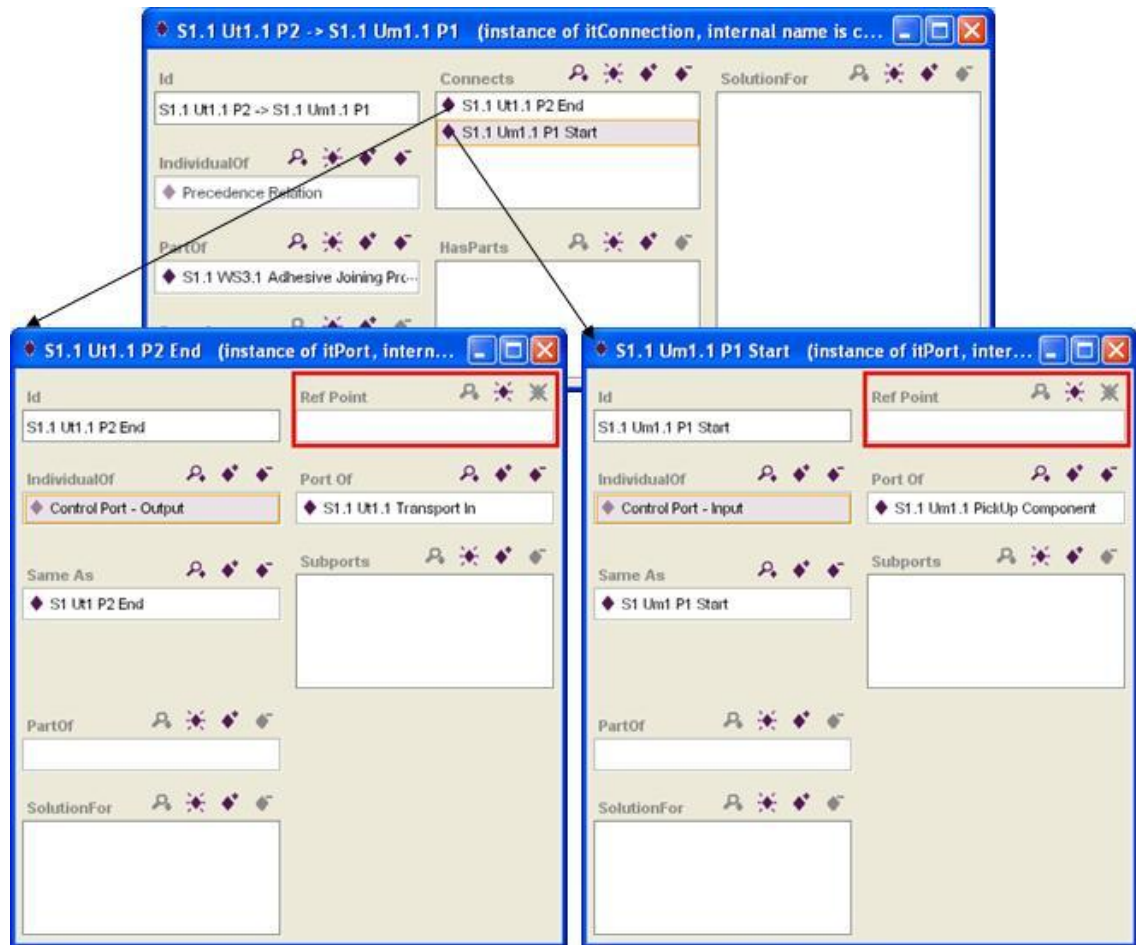 S1.1 Ut1.1 P2 -> S1.1 Um1.1 P1 (instance of itConnection, internal name is c...
Id
S1.1 Ut1.1 P2 -> S1.1 Um1.1 P1
IndividualOf
Precedence Relation
PartOf
S1.1 WS3.1 Adhesive Joining Prc...
Connects
S1.1 Ut1.1 P2 End
S1.1 Um1.1 P1 Start
HasParts
SolutionFor
S1.1 Ut1.1 P2 End (instance of itPort, intern...
Id
S1.1 Ut1.1 P2 End
IndividualOf
Control Port - Output
Same As
S1 Ut1 P2 End
PartOf
SolutionFor
Ref Point
Port Of
S1.1 Ut1.1 Transport In
Subports
S1.1 Um1.1 P1 Start (instance of itPort, inter...
Id
S1.1 Um1.1 P1 Start
IndividualOf
Control Port - Input
Same As
S1 Um1 P1 Start
PartOf
SolutionFor
Ref Point
Port Of
S1.1 Um1.1 PickUp Component
Subports